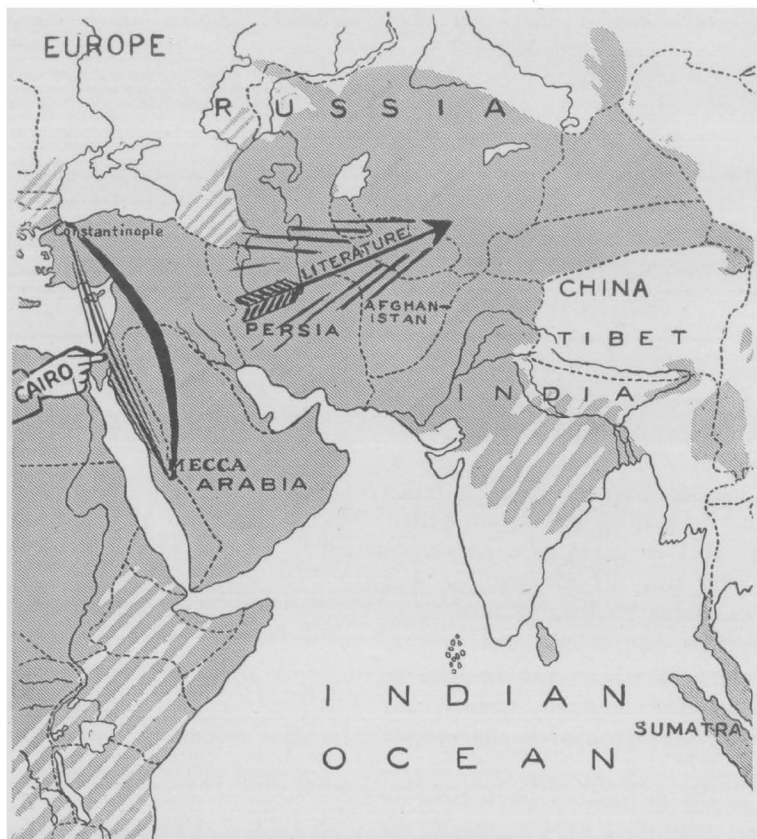 EUROPE
RUSSIA
Constantinople
LITERATURE
CHINA
AFGHAN-
ISTAN
PERSIA
TIBET
CAIRO
INDIA
MECCA
ARABIA
INDIAN
OCEAN
SUMATRA